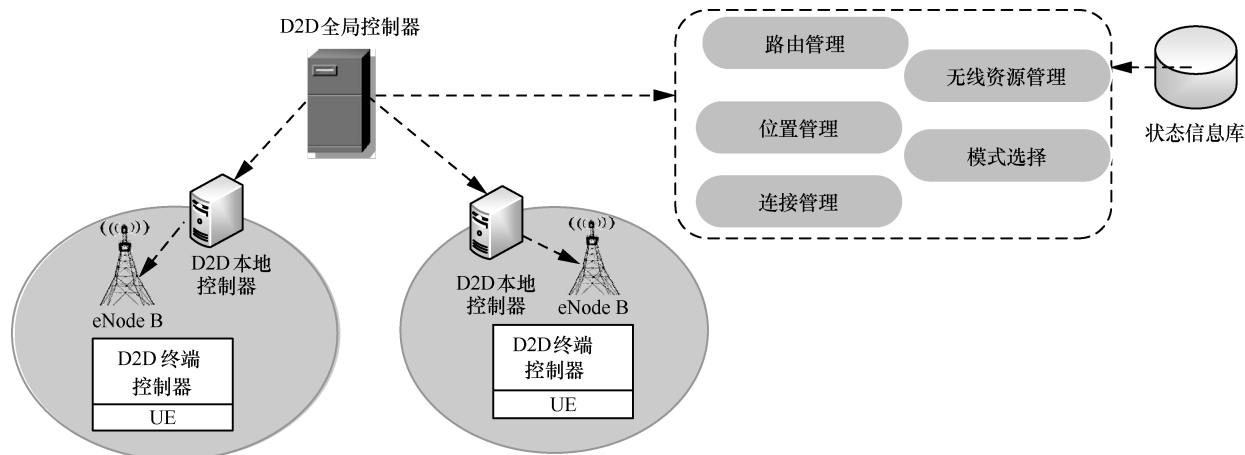 D2D全局控制器
路由管理
无线资源管理
位置管理
模式选择
连接管理
状态信息库
D2D本地
控制器
eNode B
D2D终端
控制器
UE
D2D本地
控制器
eNode B
D2D终端
控制器
UE